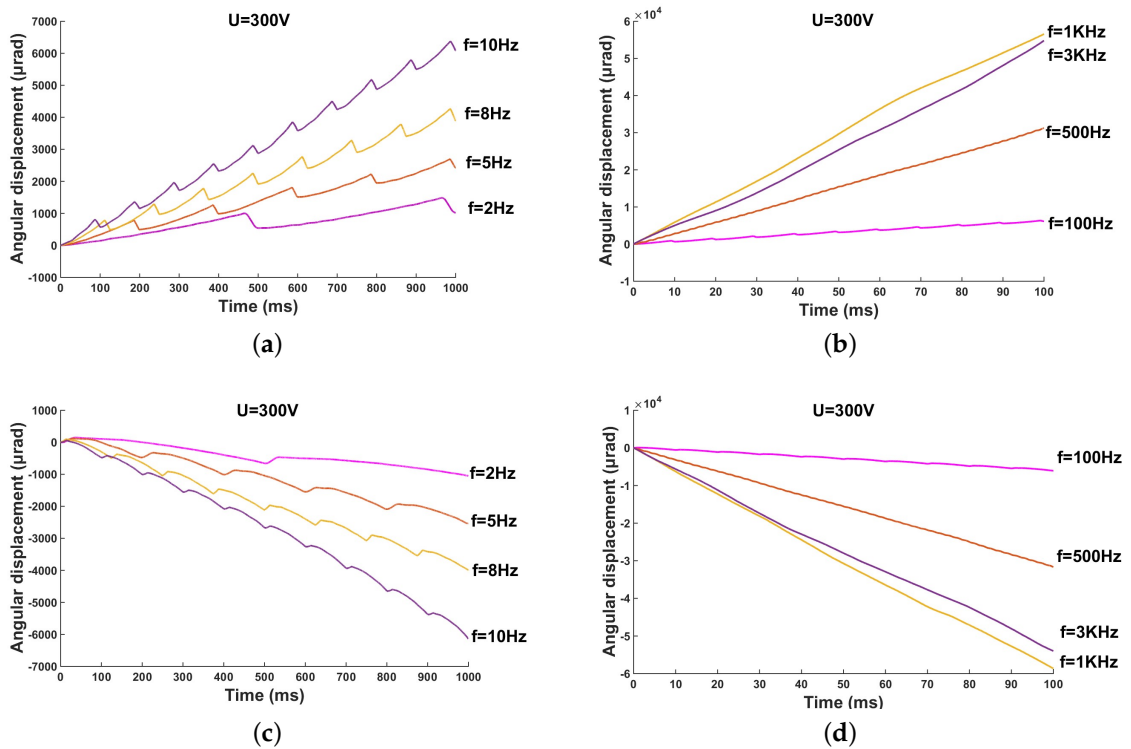 U=300V
Angular displacement (µrad)
7000
6000
5000
4000
3000
2000
1000
0
-1000
f=10Hz
f=8Hz
f=5Hz
f=2Hz
0 100 200 300 400 500 600 700 800 900 1000
Time (ms)
(a)
×10⁴
U=300V
Angular displacement (µrad)
6
5
4
3
2
1
0
-1
f=1KHz
f=3KHz
f=500Hz
f=100Hz
0 10 20 30 40 50 60 70 80 90 100
Time (ms)
(b)
U=300V
Angular displacement (µrad)
1000
0
-1000
-2000
-3000
-4000
-5000
-6000
-7000
f=2Hz
f=5Hz
f=8Hz
f=10Hz
0 100 200 300 400 500 600 700 800 900 1000
Time (ms)
(c)
×10⁴
U=300V
Angular displacement (µrad)
1
0
-1
-2
-3
-4
-5
-6
f=100Hz
f=500Hz
f=3KHz
f=1KHz
0 10 20 30 40 50 60 70 80 90 100
Time (ms)
(d)